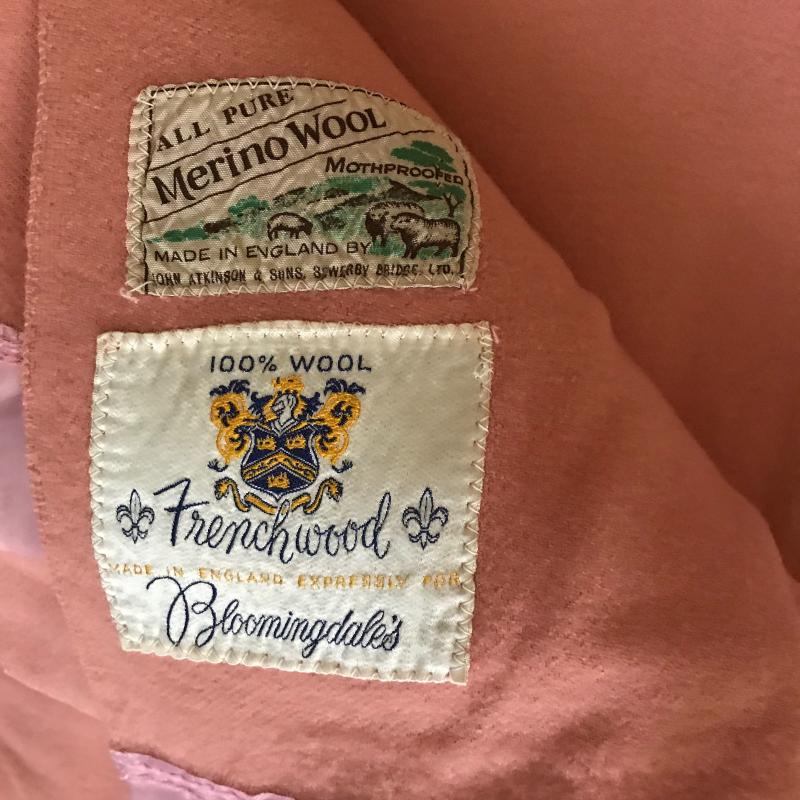 ALL PURE
Merino WOOL
MOTHPROOFED
MADE IN ENGLAND BY
JOHN ATKINSON & SONS, SOWERBY BRIDGE, LTD.
100% WOOL
Frenchwood
MADE IN ENGLAND EXPRESSLY FOR
Bloomingdale's